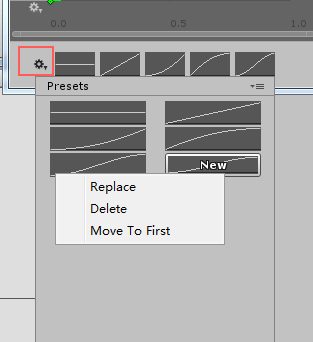 0.0 0.5 1.0
Presets
New
Replace
Delete
Move To First